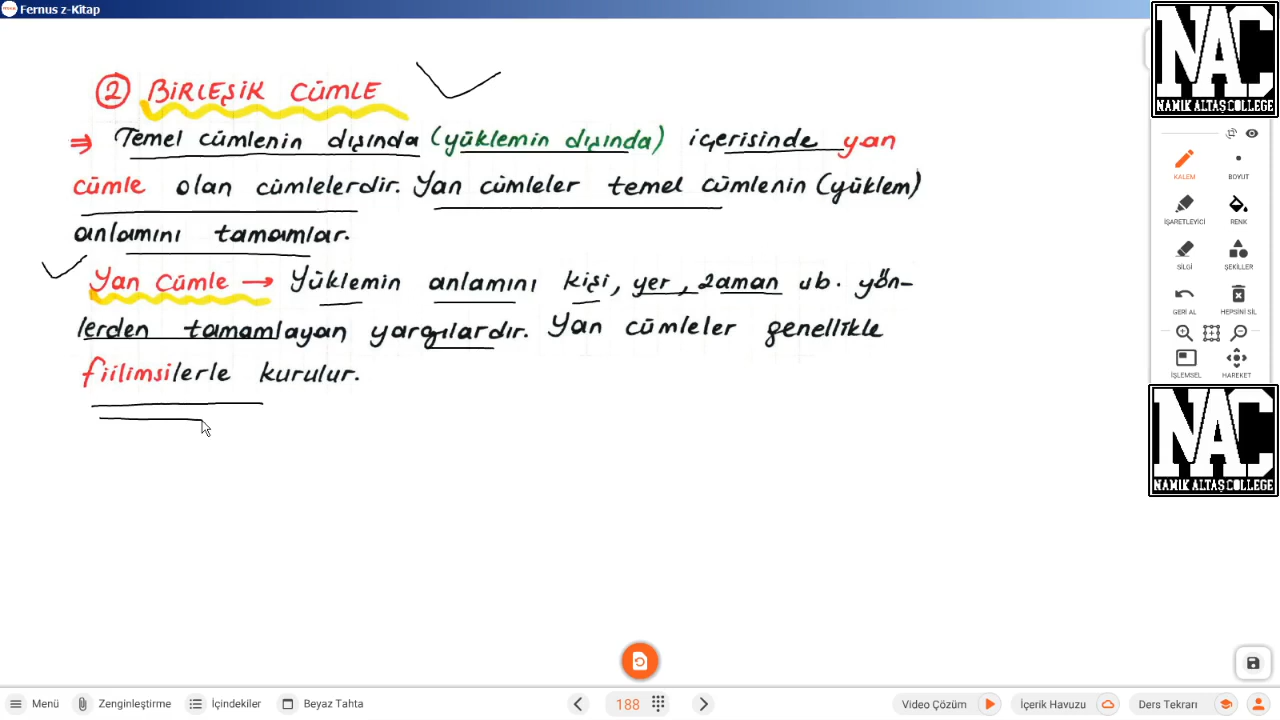 Fernus z-Kitap
NAC
NAMIK ALTAŞ COLLEGE
② BİRLEŞİK CÜMLE
⇒ Temel cümlenin dışında (yüklemin dışında) içerisinde yan
cümle olan cümlelerdir. Yan cümleler temel cümlenin (yüklem)
anlamını tamamlar.
Yan Cümle → Yüklemin anlamını kişi, yer, zaman vb. yön-
lerden tamamlayan yargılardır. Yan cümleler genellikle
fiilimsilerle kurulur.
KALEM BOYUT
İŞARETLEYİCİ RENK
SİLGİ ŞEKİLLER
GERİ AL HEPSİNİ SİL
İŞLEMSEL HAREKET
NAC
NAMIK ALTAŞ COLLEGE
Menü Zenginleştirme İçindekiler Beyaz Tahta 188 Video Çözüm İçerik Havuzu Ders Tekrarı